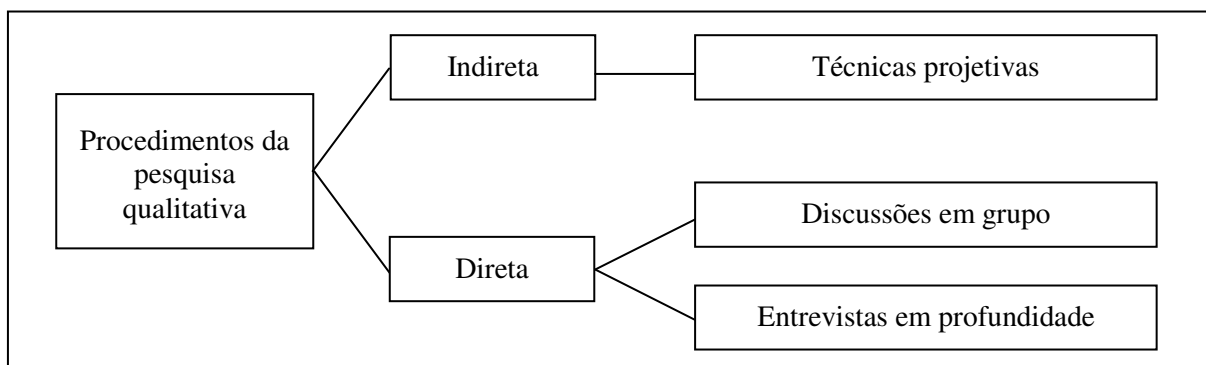 Procedimentos da
pesquisa
qualitativa
Indireta
Técnicas projetivas
Direta
Discussões em grupo
Entrevistas em profundidade